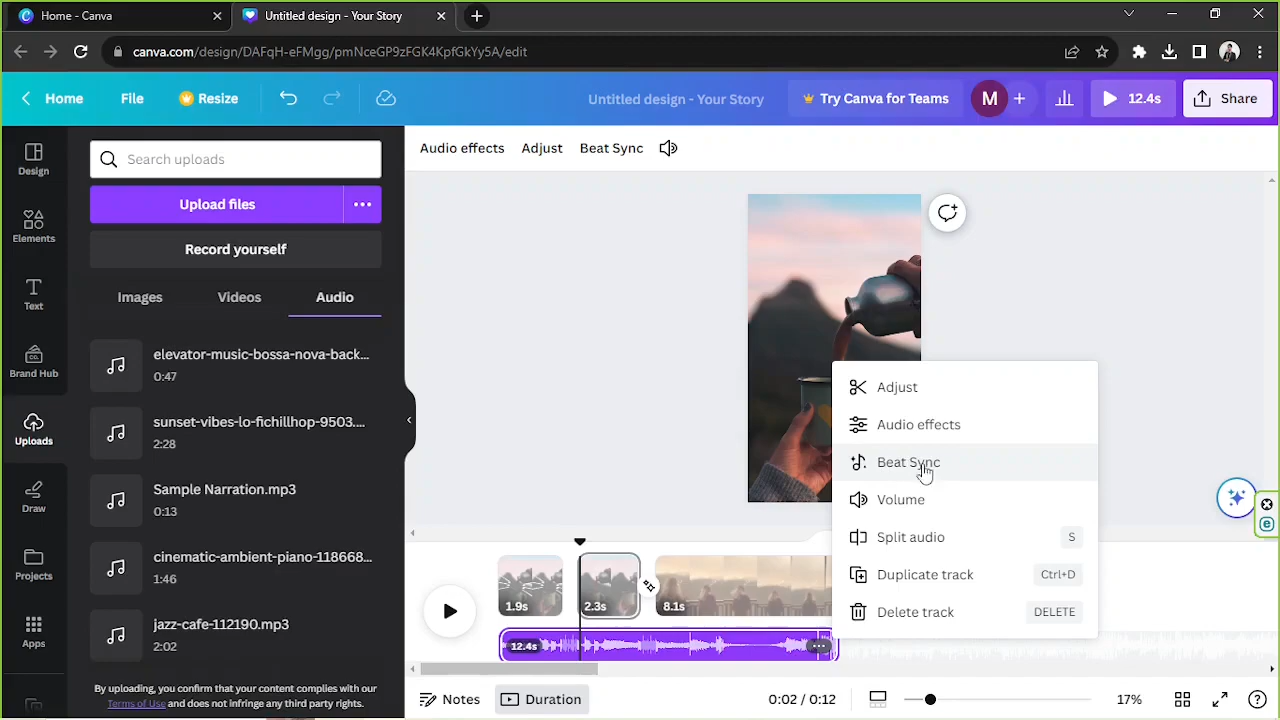 Home - Canva
Untitled design - Your Story
canva.com/design/DAFqH-eFMgg/pmNceGP9zFGK4KpfGkYy5A/edit
Home
File
Resize
Untitled design - Your Story
Try Canva for Teams
M
12.4s
Share
Design
Elements
Text
Brand Hub
Uploads
Draw
Projects
Apps
Search uploads
Upload files
Record yourself
Images
Videos
Audio
elevator-music-bossa-nova-back...
0:47
sunset-vibes-lo-fichillhop-9503....
2:28
Sample Narration.mp3
0:13
cinematic-ambient-piano-118668...
1:46
jazz-cafe-112190.mp3
2:02
By uploading, you confirm that your content complies with our
Terms of Use and does not infringe any third party rights.
Audio effects
Adjust
Beat Sync
Adjust
Audio effects
Beat Sync
Volume
Split audio S
Duplicate track Ctrl+D
Delete track DELETE
1.9s
2.3s
8.1s
12.4s
Notes
Duration
0:02 / 0:12
17%